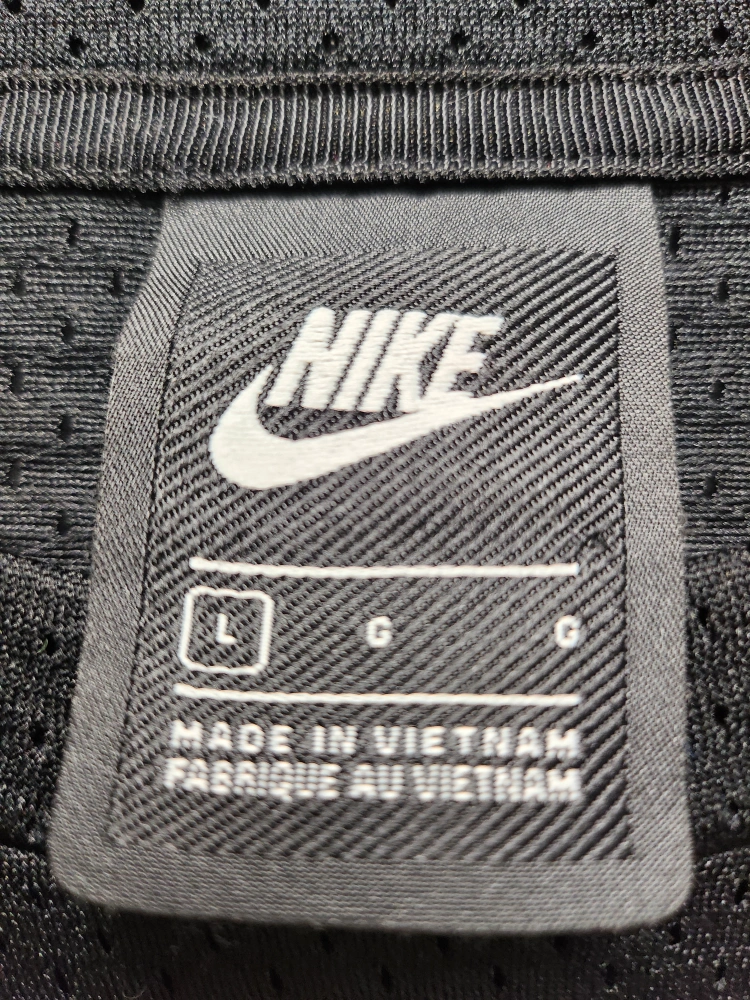 NIKE
L G G
MADE IN VIETNAM
FABRIQUE AU VIETNAM